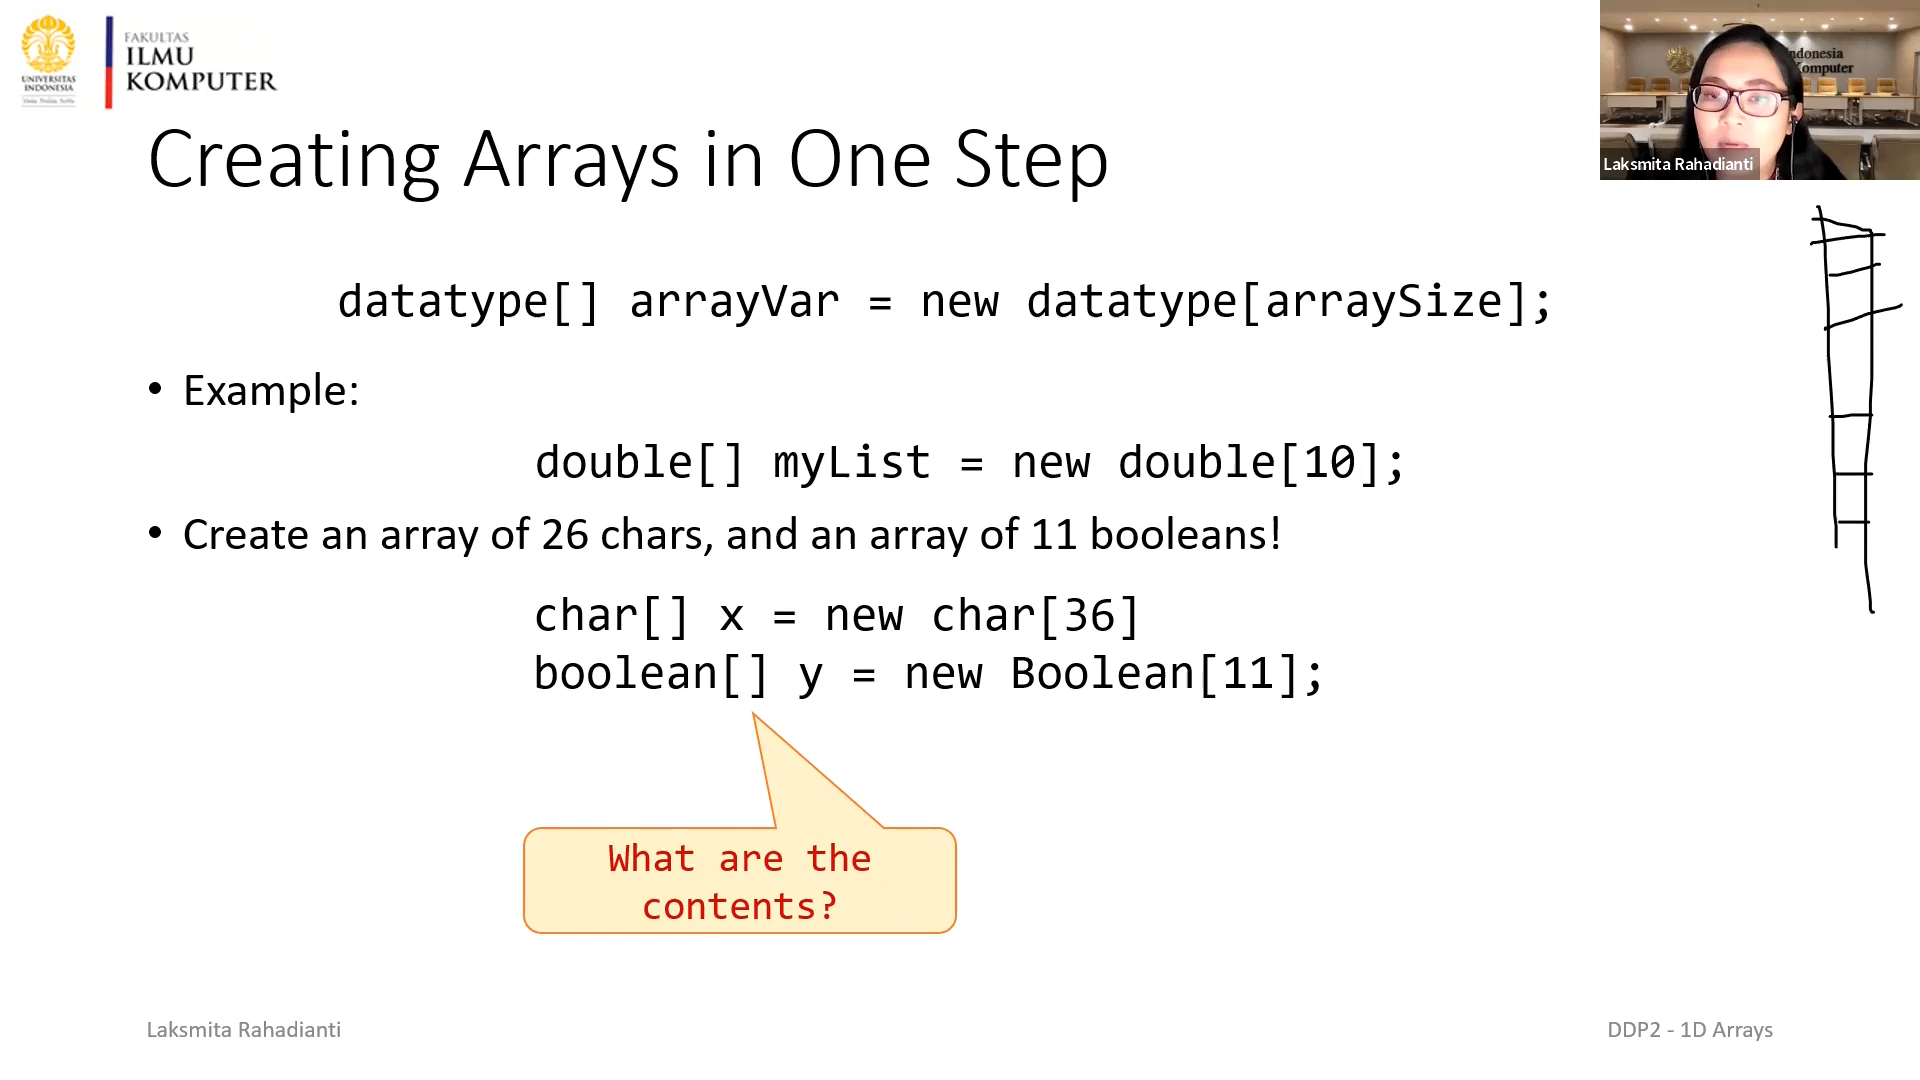 UNIVERSITAS
INDONESIA
FAKULTAS
ILMU
KOMPUTER
Indonesia
Komputer
Laksmita Rahadianti
Creating Arrays in One Step
datatype[] arrayVar = new datatype[arraySize];
• Example:
double[] myList = new double[10];
• Create an array of 26 chars, and an array of 11 booleans!
char[] x = new char[36]
boolean[] y = new Boolean[11];
What are the
contents?
Laksmita Rahadianti
DDP2 - 1D Arrays